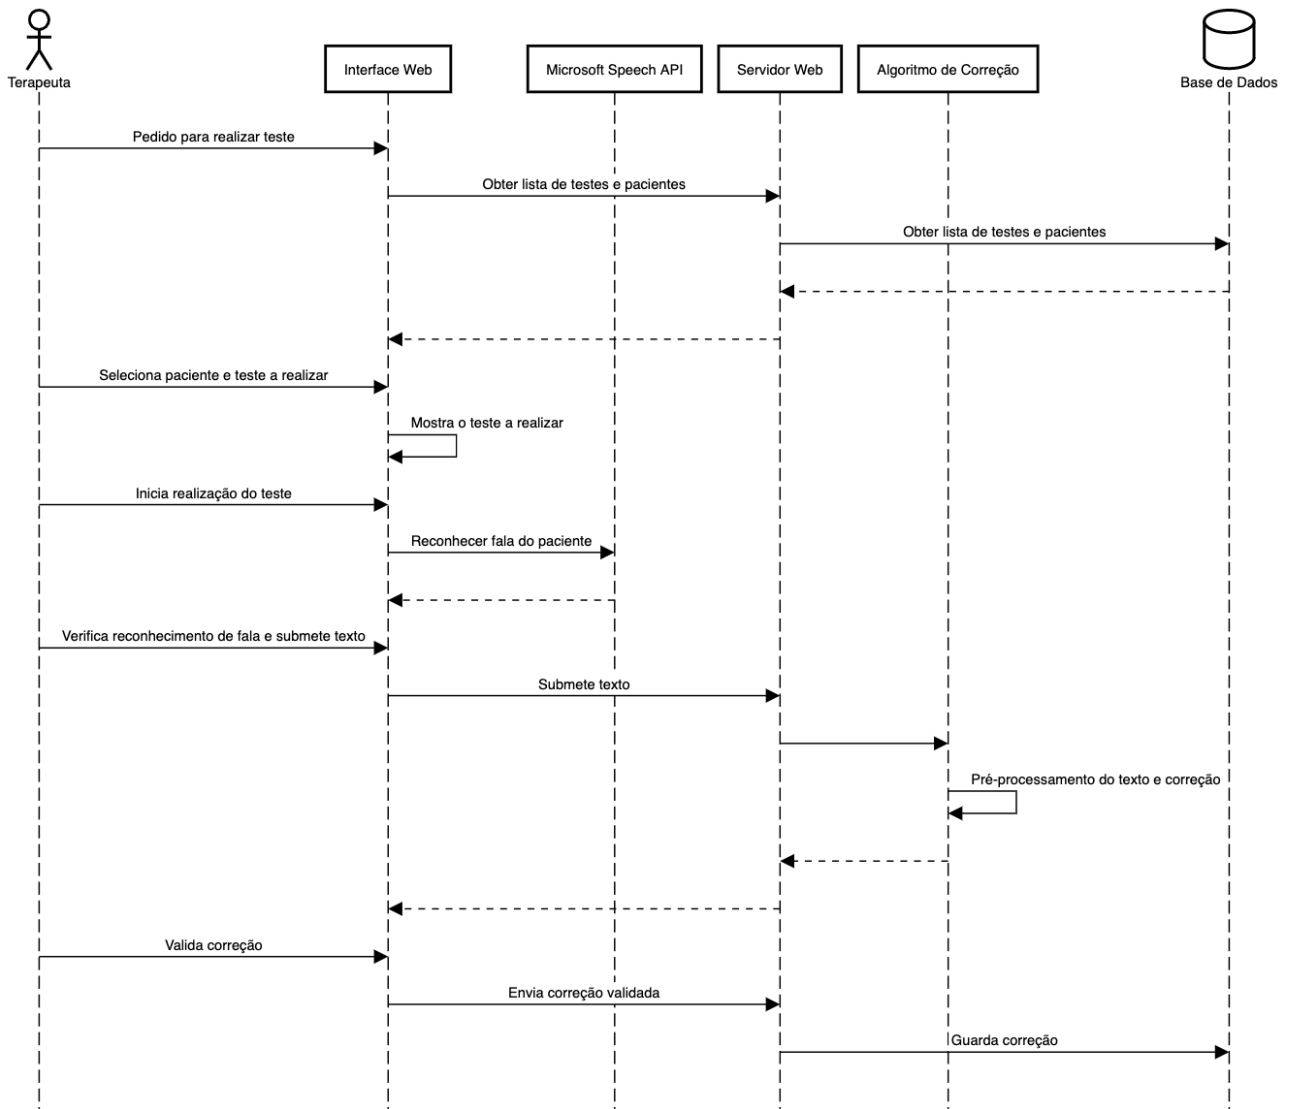 Terapeuta
Interface Web
Microsoft Speech API
Servidor Web
Algoritmo de Correção
Base de Dados
Pedido para realizar teste
Obter lista de testes e pacientes
Obter lista de testes e pacientes
Seleciona paciente e teste a realizar
Mostra o teste a realizar
Inicia realização do teste
Reconhecer fala do paciente
Verifica reconhecimento de fala e submete texto
Submete texto
Pré-processamento do texto e correção
Valida correção
Envia correção validada
Guarda correção